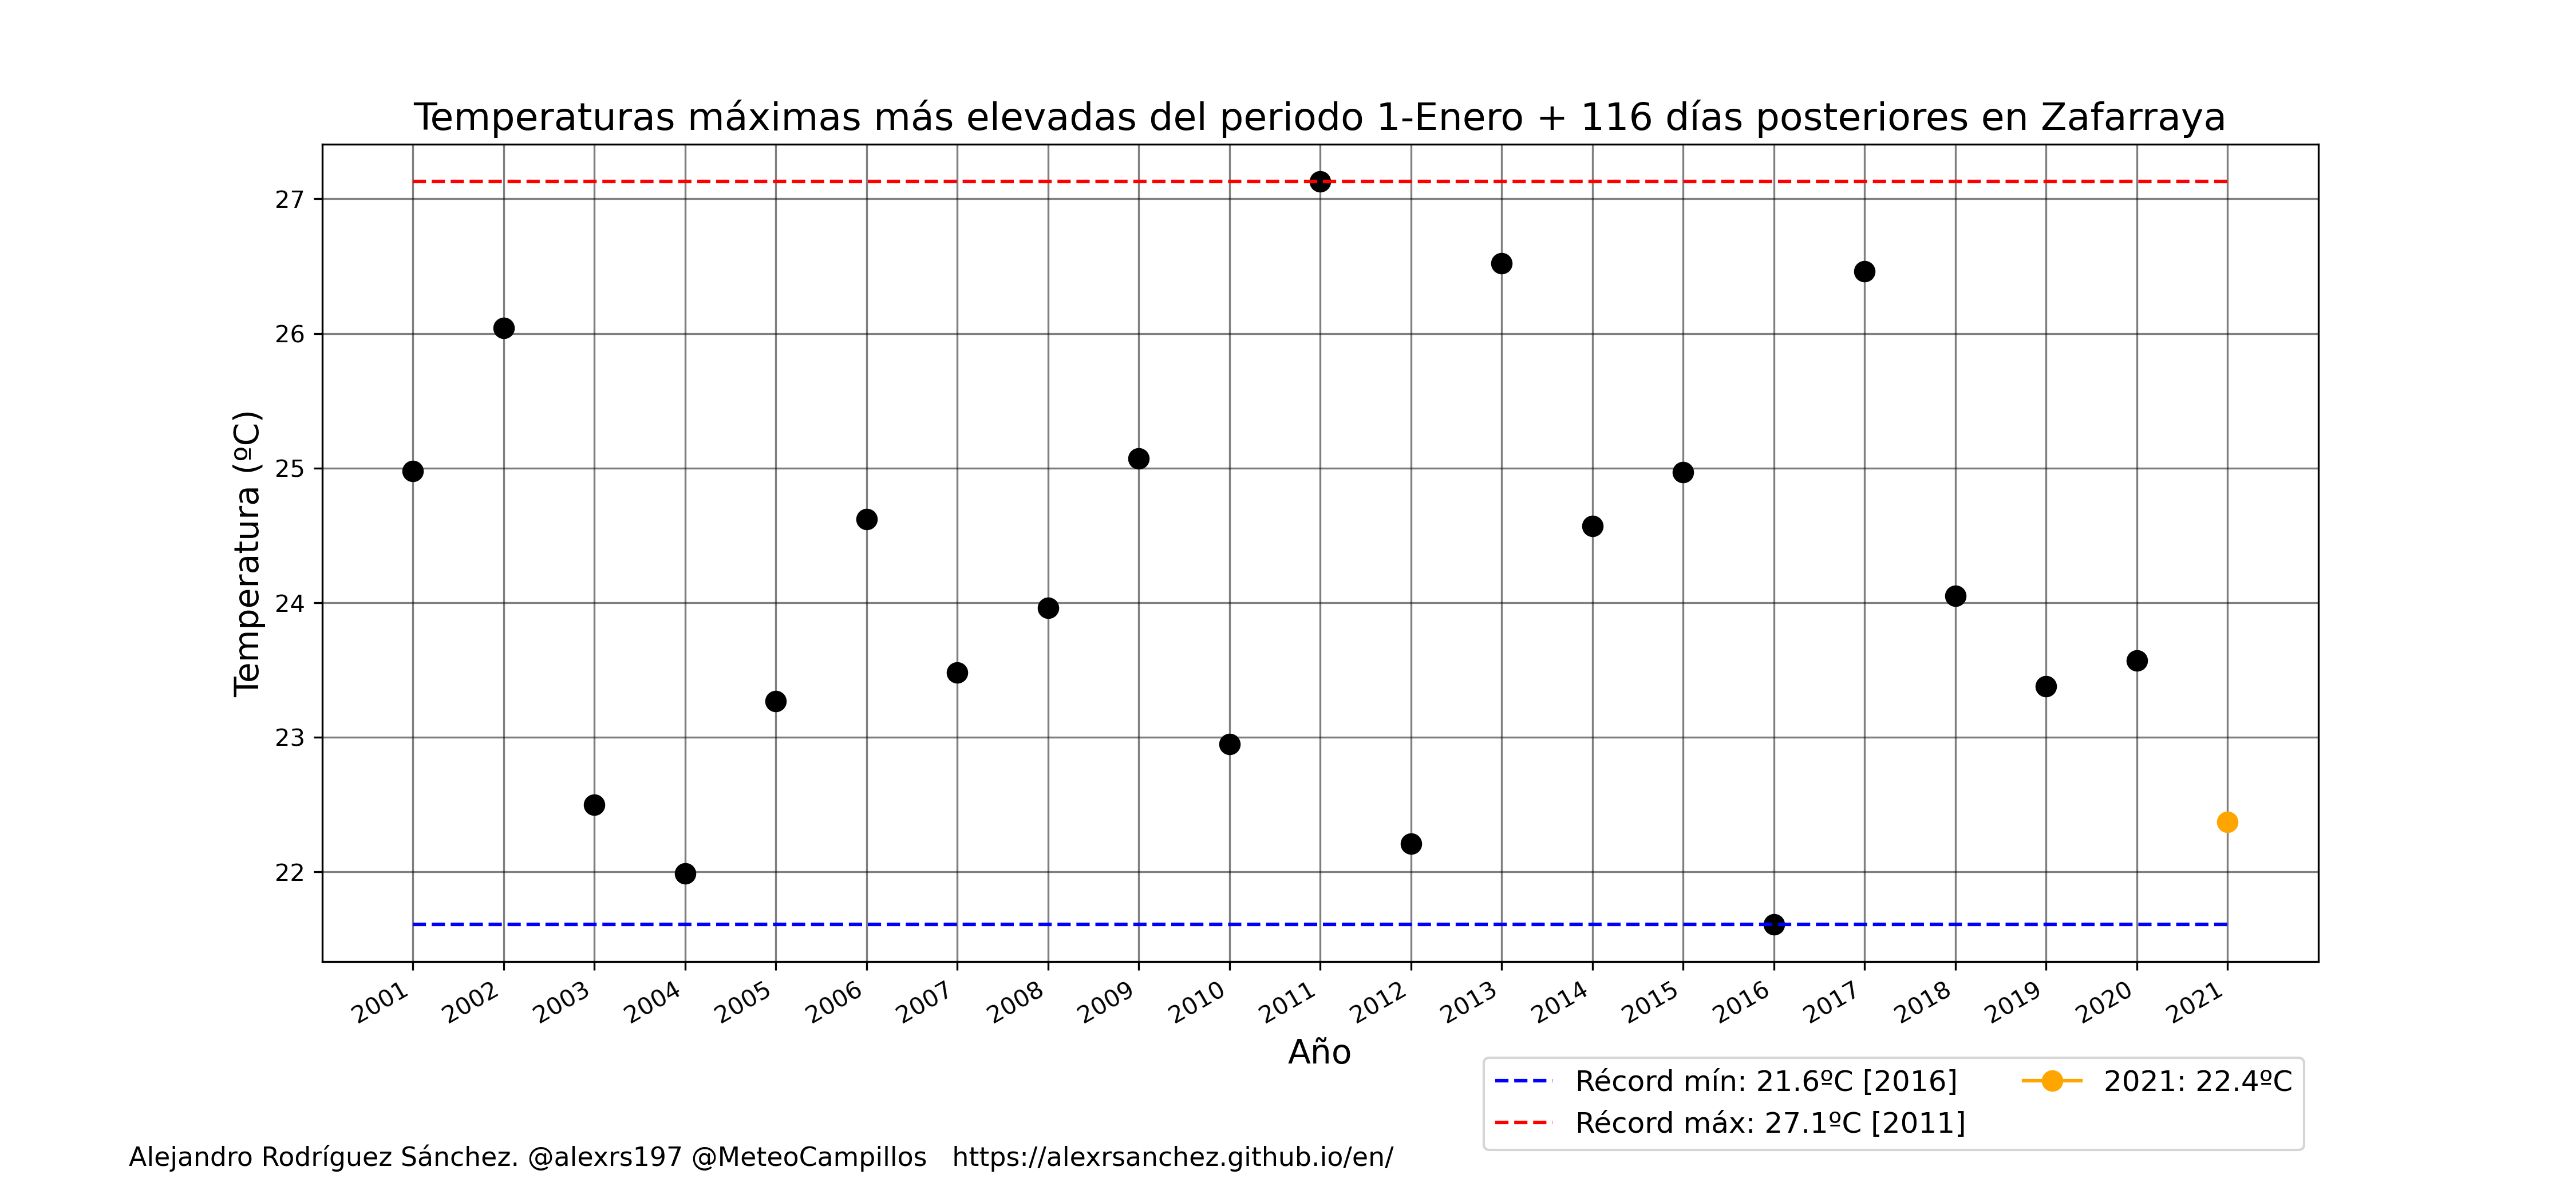 Temperaturas máximas más elevadas del periodo 1-Enero + 116 días posteriores en Zafarraya
Temperatura (ºC)
27
26
25
24
23
22
2001 2002 2003 2004 2005 2006 2007 2008 2009 2010 2011 2012 2013 2014 2015 2016 2017 2018 2019 2020 2021
Año
Récord mín: 21.6ºC [2016]
Récord máx: 27.1ºC [2011]
2021: 22.4ºC
Alejandro Rodríguez Sánchez. @alexrs197 @MeteoCampillos https://alexrsanchez.github.io/en/